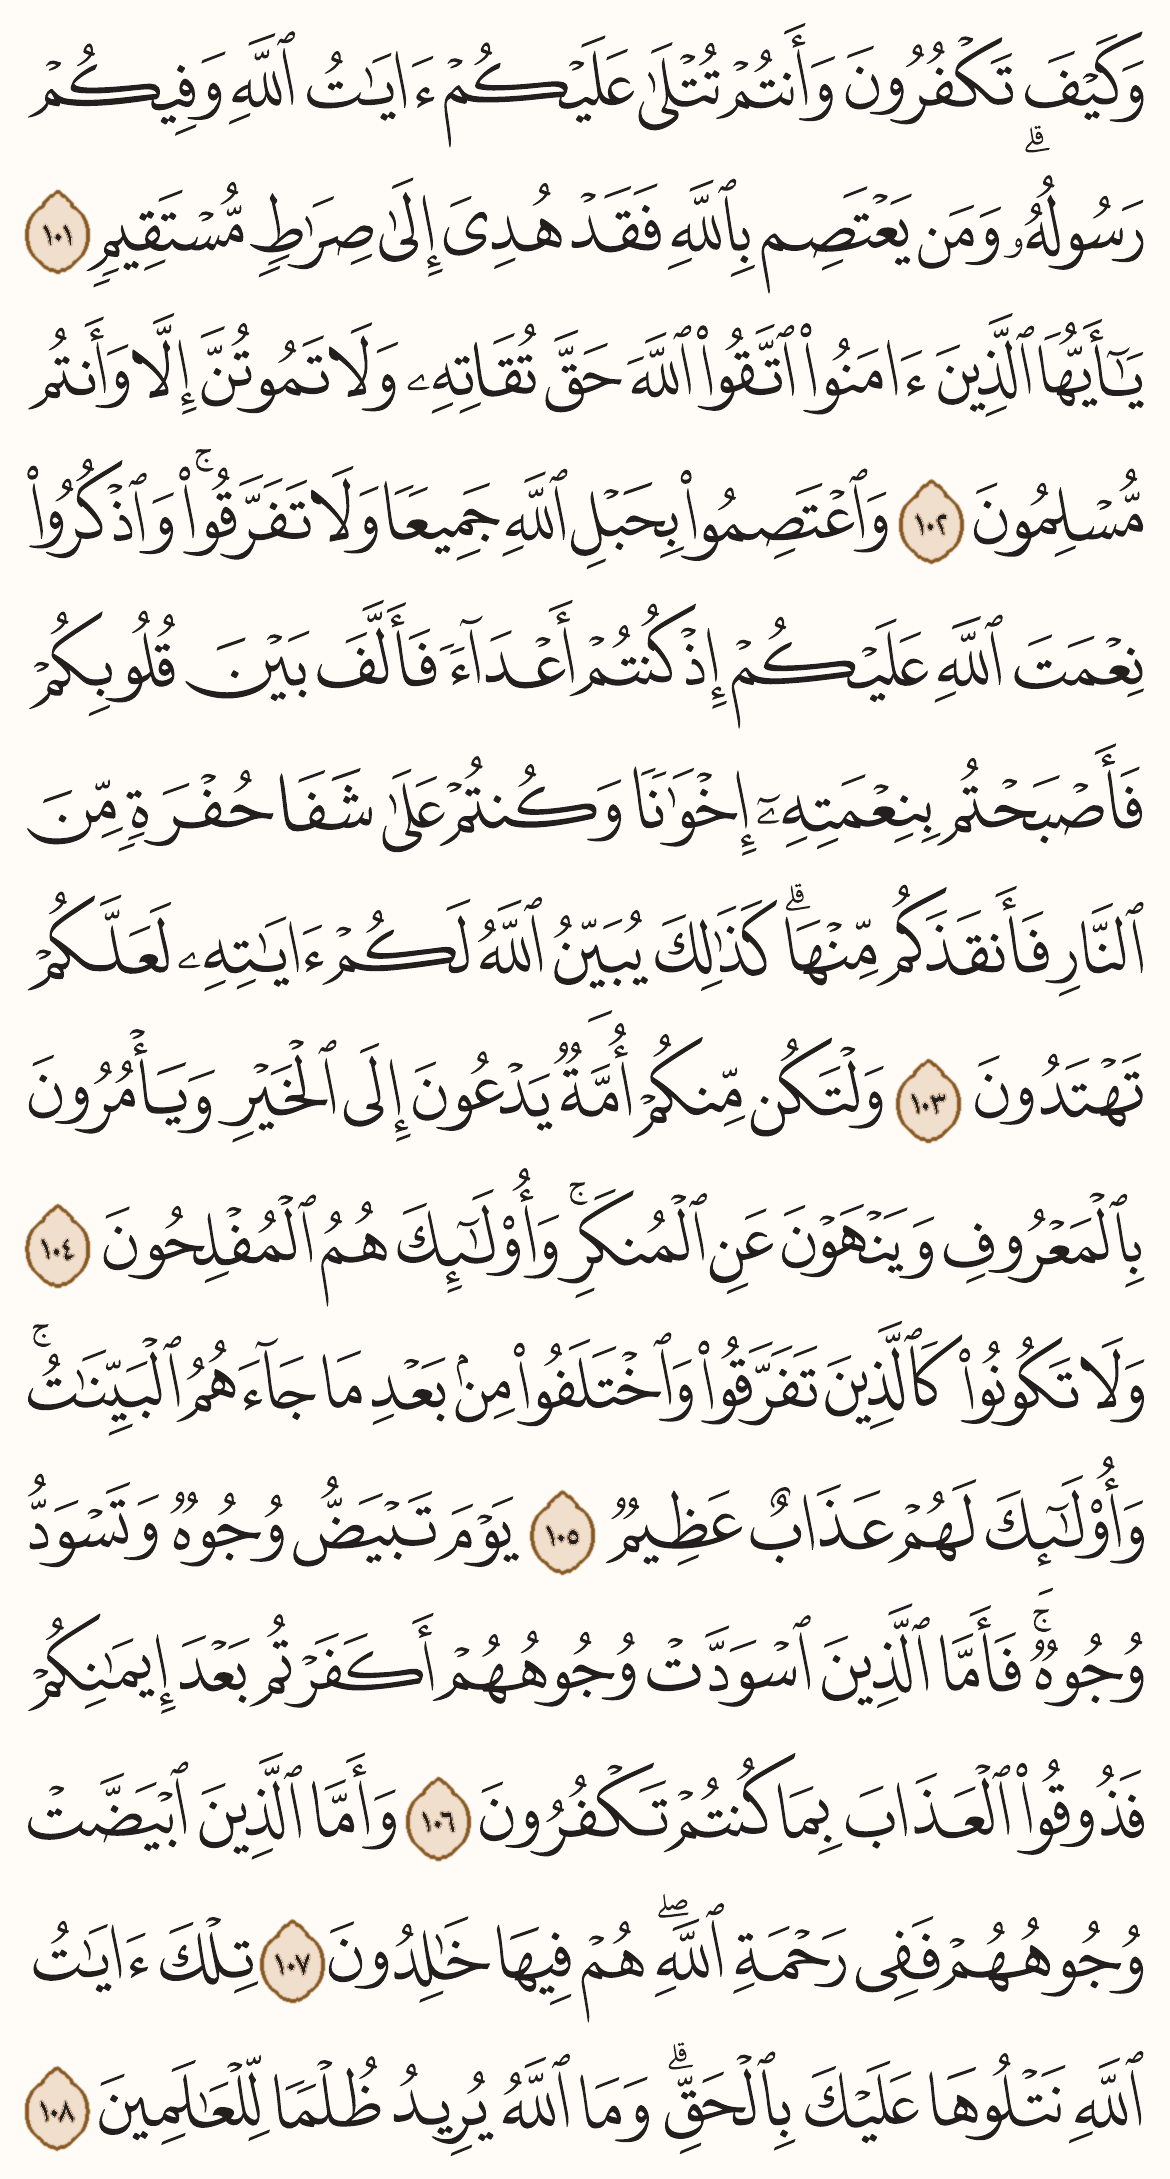 وَكَيۡفَ تَكۡفُرُونَ وَأَنتُمۡ تُتۡلَىٰ عَلَيۡكُمۡ ءَايَٰتُ ٱللَّهِ وَفِيكُمۡ
رَسُولُهُۥۗ وَمَن يَعۡتَصِم بِٱللَّهِ فَقَدۡ هُدِيَ إِلَىٰ صِرَٰطٖ مُّسۡتَقِيمٖ ١٠١
يَٰٓأَيُّهَا ٱلَّذِينَ ءَامَنُواْ ٱتَّقُواْ ٱللَّهَ حَقَّ تُقَاتِهِۦ وَلَا تَمُوتُنَّ إِلَّا وَأَنتُم
مُّسۡلِمُونَ ١٠٢ وَٱعۡتَصِمُواْ بِحَبۡلِ ٱللَّهِ جَمِيعٗا وَلَا تَفَرَّقُواْۚ وَٱذۡكُرُواْ
نِعۡمَتَ ٱللَّهِ عَلَيۡكُمۡ إِذۡ كُنتُمۡ أَعۡدَآءٗ فَأَلَّفَ بَيۡنَ قُلُوبِكُمۡ
فَأَصۡبَحۡتُم بِنِعۡمَتِهِۦٓ إِخۡوَٰنٗا وَكُنتُمۡ عَلَىٰ شَفَا حُفۡرَةٖ مِّنَ
ٱلنَّارِ فَأَنقَذَكُم مِّنۡهَاۗ كَذَٰلِكَ يُبَيِّنُ ٱللَّهُ لَكُمۡ ءَايَٰتِهِۦ لَعَلَّكُمۡ
تَهۡتَدُونَ ١٠٣ وَلۡتَكُن مِّنكُمۡ أُمَّةٞ يَدۡعُونَ إِلَى ٱلۡخَيۡرِ وَيَأۡمُرُونَ
بِٱلۡمَعۡرُوفِ وَيَنۡهَوۡنَ عَنِ ٱلۡمُنكَرِۚ وَأُوْلَٰٓئِكَ هُمُ ٱلۡمُفۡلِحُونَ ١٠٤
وَلَا تَكُونُواْ كَٱلَّذِينَ تَفَرَّقُواْ وَٱخۡتَلَفُواْ مِنۢ بَعۡدِ مَا جَآءَهُمُ ٱلۡبَيِّنَٰتُۚ
وَأُوْلَٰٓئِكَ لَهُمۡ عَذَابٌ عَظِيمٞ ١٠٥ يَوۡمَ تَبۡيَضُّ وُجُوهٞ وَتَسۡوَدُّ
وُجُوهٞۚ فَأَمَّا ٱلَّذِينَ ٱسۡوَدَّتۡ وُجُوهُهُمۡ أَكَفَرۡتُم بَعۡدَ إِيمَٰنِكُمۡ
فَذُوقُواْ ٱلۡعَذَابَ بِمَا كُنتُمۡ تَكۡفُرُونَ ١٠٦ وَأَمَّا ٱلَّذِينَ ٱبۡيَضَّتۡ
وُجُوهُهُمۡ فَفِي رَحۡمَةِ ٱللَّهِۖ هُمۡ فِيهَا خَٰلِدُونَ ١٠٧ تِلۡكَ ءَايَٰتُ
ٱللَّهِ نَتۡلُوهَا عَلَيۡكَ بِٱلۡحَقِّۗ وَمَا ٱللَّهُ يُرِيدُ ظُلۡمٗا لِّلۡعَٰلَمِينَ ١٠٨